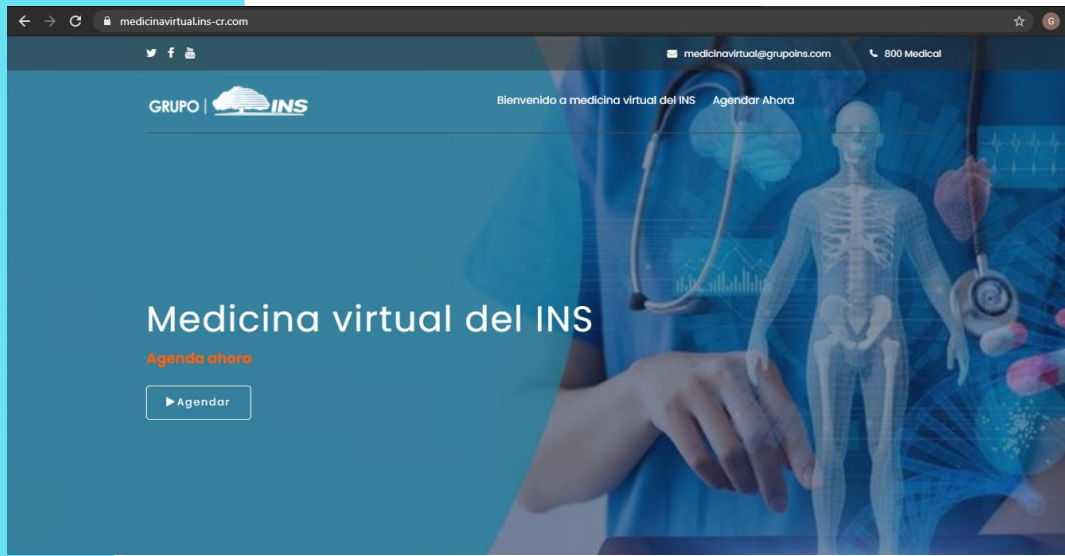 medicinavirtual.ins-cr.com
G
medicinavirtual@grupoins.com 800 Medical
GRUPO | INS
Bienvenido a medicina virtual del INS Agendar Ahora
Medicina virtual del INS
Agenda ahora
Agendar